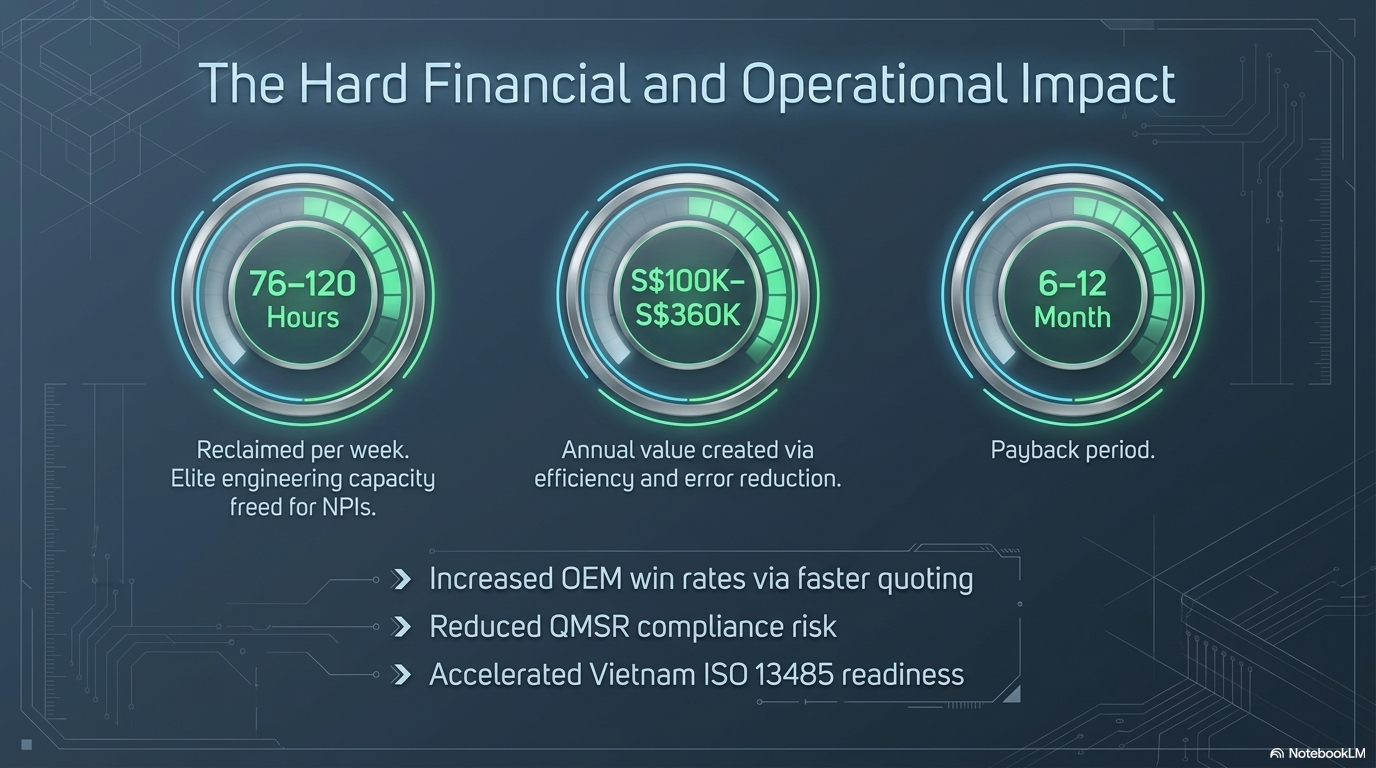 The Hard Financial and Operational Impact
76–120
Hours
Reclaimed per week.
Elite engineering capacity
freed for NPIs.
S$100K–
S$360K
Annual value created via
efficiency and error reduction.
6–12
Month
Payback period.
Increased OEM win rates via faster quoting
Reduced QMSR compliance risk
Accelerated Vietnam ISO 13485 readiness
NotebookLM